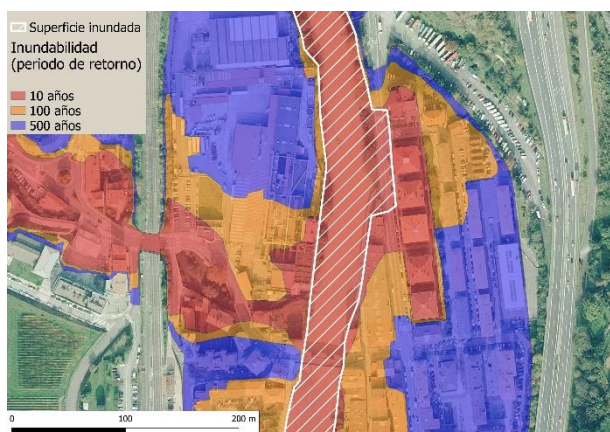 Superficie inundada
Inundabilidad
(periodo de retorno)
10 años
100 años
500 años
0 100 200 m